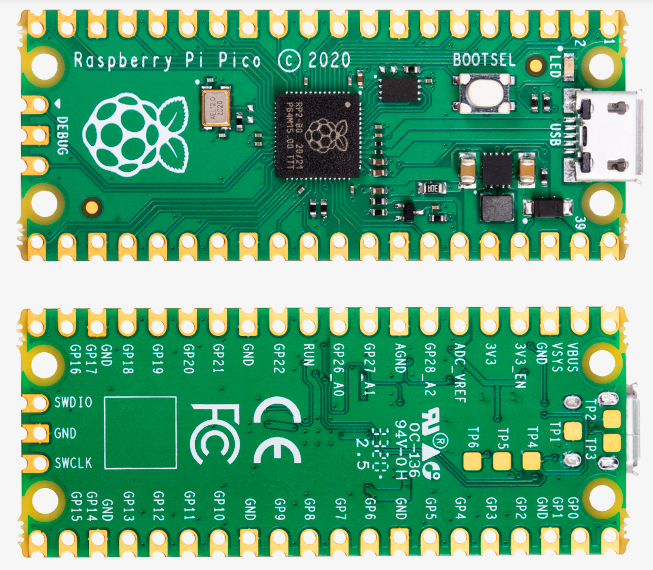 Raspberry Pi Pico © 2020
BOOTSEL
LED
2
1
USB
39
DEBUG
RP2-B0 20/21
P64M15.00 TTT
GP16
GP17
GND
GP18
GP19
GP20
GP21
GND
GP22
RUN
GP26_A0
GP27_A1
AGND
GP28_A2
ADC_VREF
3V3
3V3_EN
GND
VSYS
VBUS
SWDIO
GND
SWCLK
FC
CE
OC-136
94V-0 H
2.5
TP6
TP5
TP4
TP1
TP2
TP3
GP15
GP14
GND
GP13
GP12
GP11
GP10
GND
GP9
GP8
GP7
GP6
GND
GP5
GP4
GP3
GP2
GND
GP1
GP0